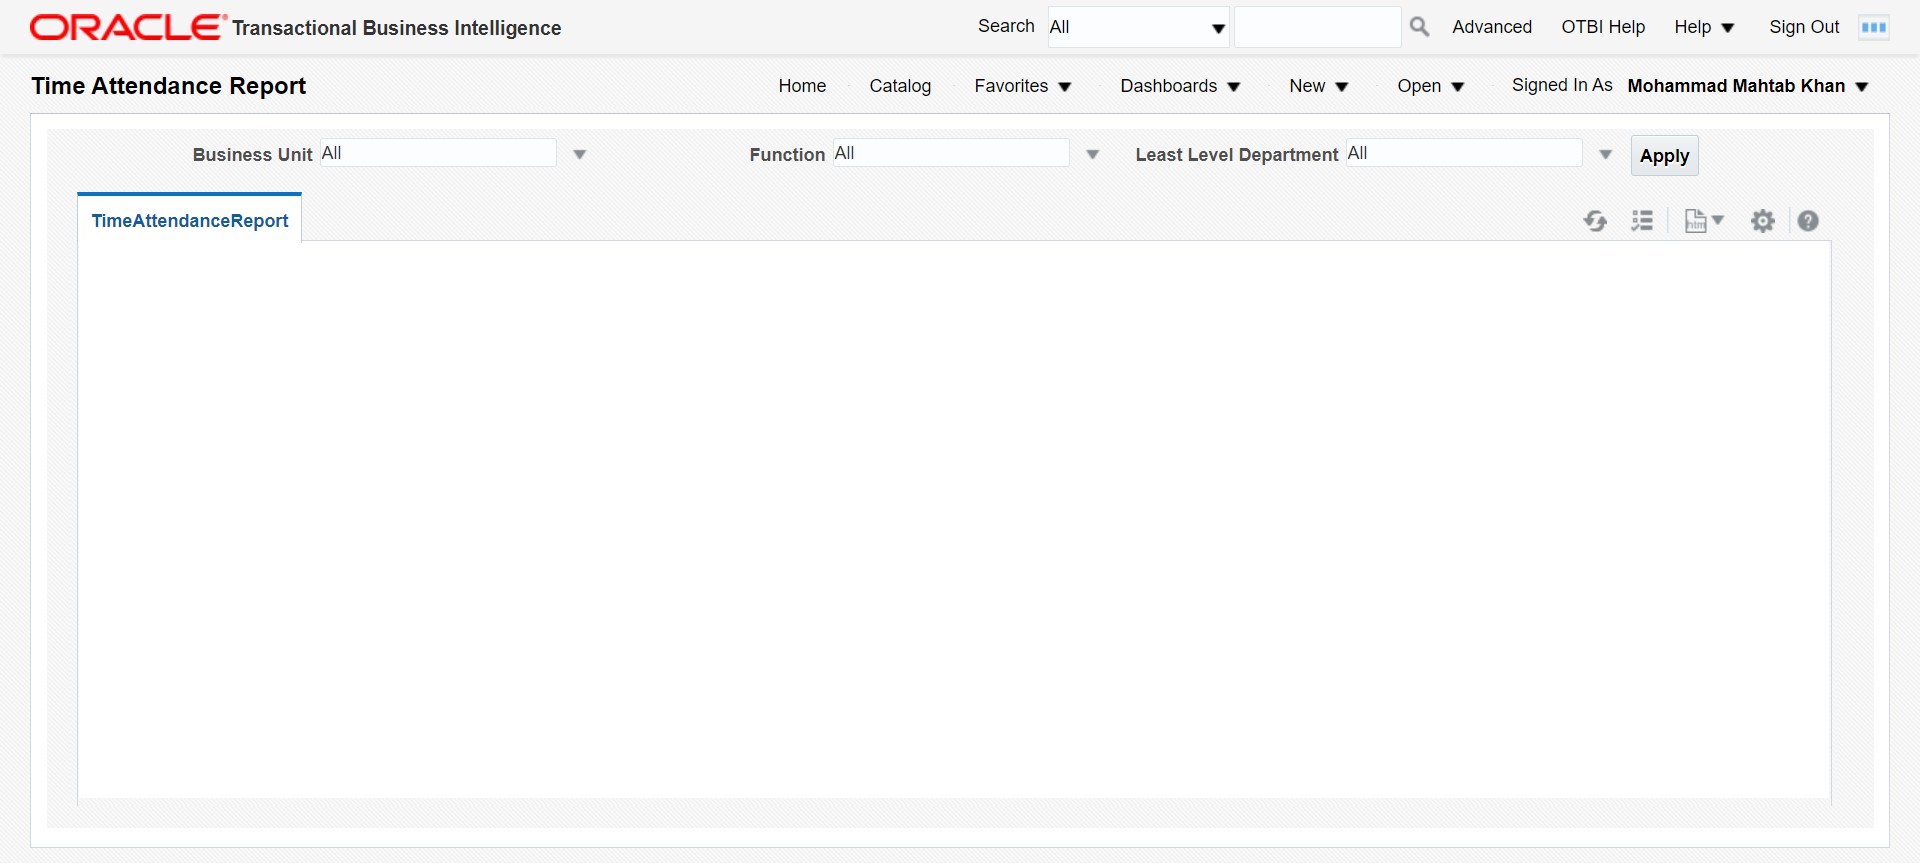 ORACLE® Transactional Business Intelligence Search All Advanced OTBI Help Help Sign Out
Time Attendance Report Home Catalog Favorites Dashboards New Open Signed In As Mohammad Mahtab Khan
Business Unit All Function All Least Level Department All Apply
TimeAttendanceReport